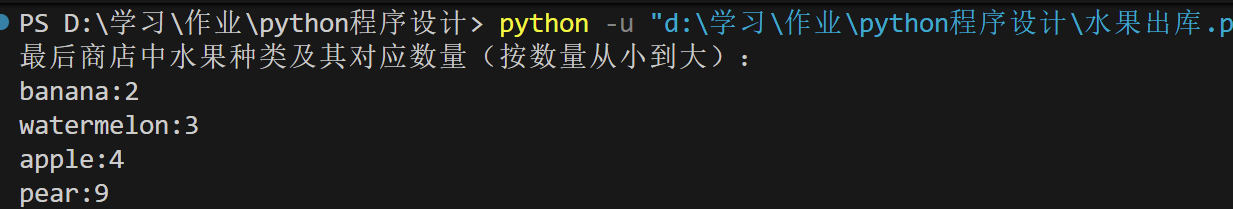 PS D:\学习\作业\python程序设计> python -u "d:\学习\作业\python程序设计\水果出库.p
最后商店中水果种类及其对应数量（按数量从小到大）：
banana:2
watermelon:3
apple:4
pear:9